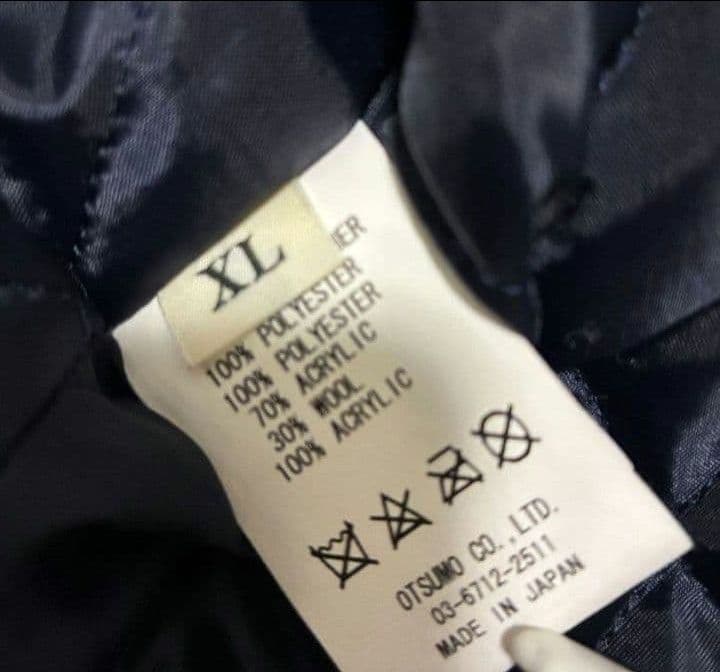 XL
100% POLYESTER
100% POLYESTER
70% ACRYLIC
30% WOOL
100% ACRYLIC
OTSUMO CO.,LTD.
03-6712-2511
MADE IN JAPAN